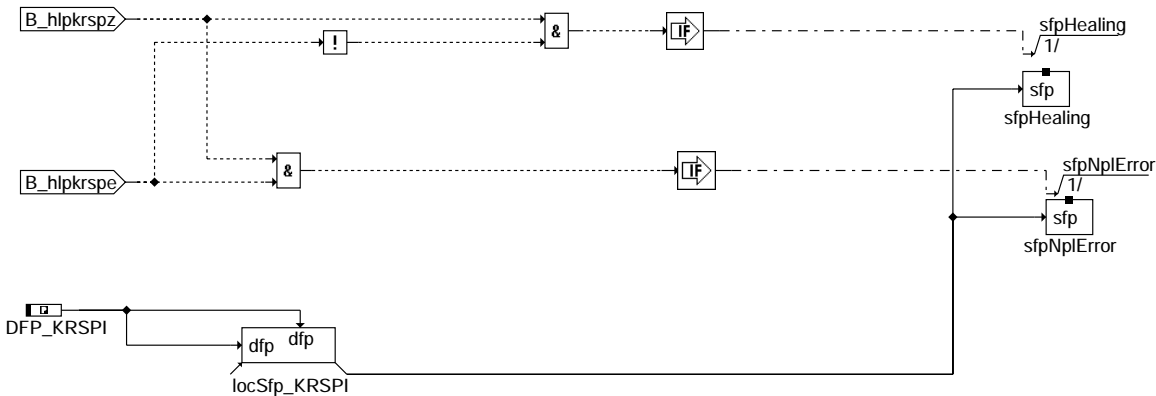 B_hlpkrspz
!
&
IF
sfpHealing
1/
sfp
sfpHealing
B_hlpkrspe
&
IF
sfpNplError
1/
sfp
sfpNplError
DFP_KRSPI
dfp
dfp
locSfp_KRSPI